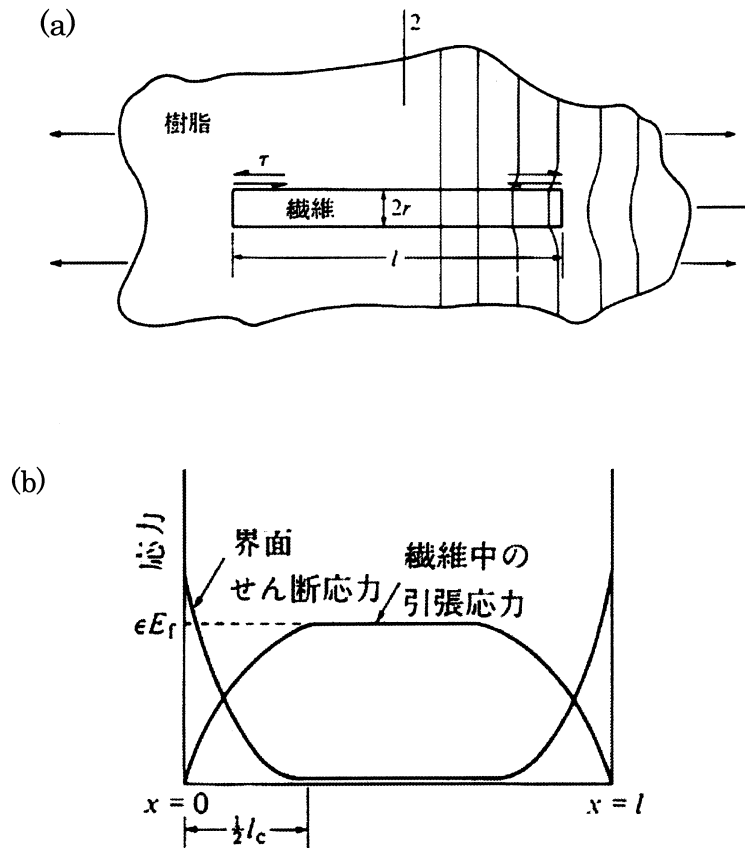 (a)
2
樹脂
τ
繊維
2r
l
(b)
応力
界面
せん断応力
繊維中の
引張応力
ϵE_f
x = 0
x = l
½l_c